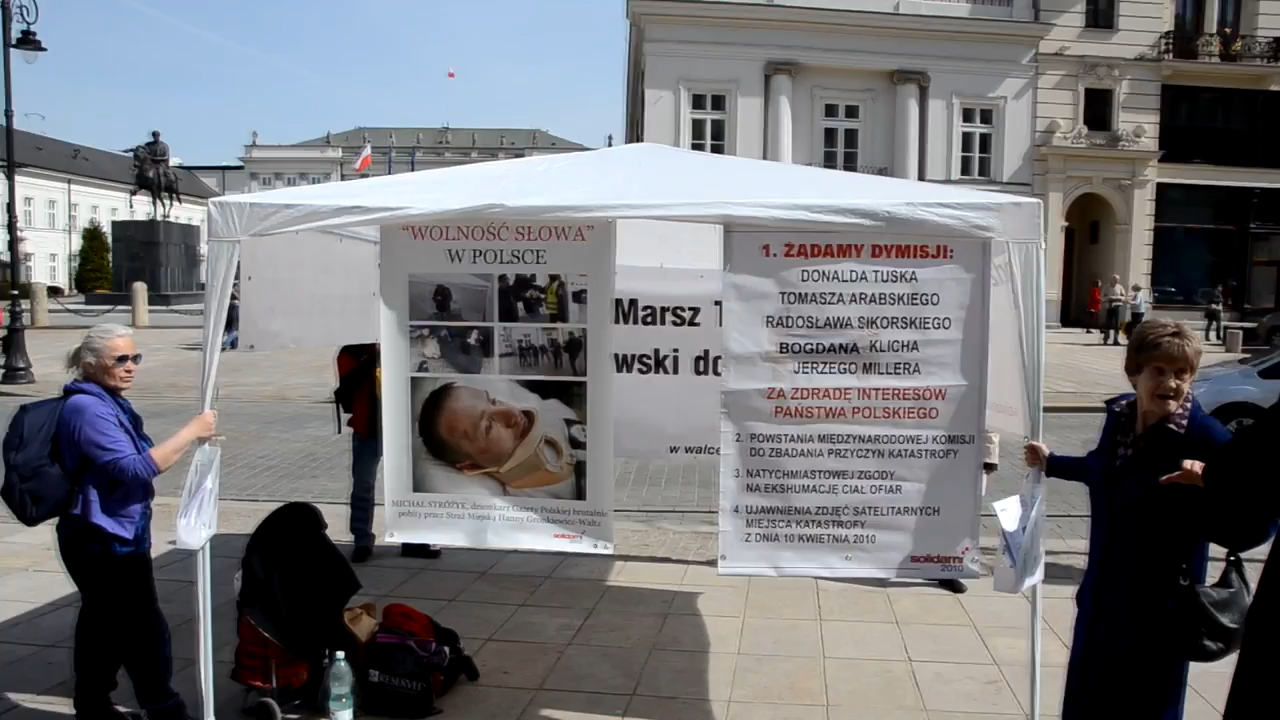 "WOLNOŚĆ SŁOWA"
W POLSCE
MICHAŁ STRÓŻYK, dziennikarz Gazety Polskiej brutalnie
pobity przez Straż Miejską Hanny Gronkiewicz-Waltz
solidarni
2010
Marsz T
wski do
w walce
1. ŻĄDAMY DYMISJI:
DONALDA TUSKA
TOMASZA ARABSKIEGO
RADOSŁAWA SIKORSKIEGO
BOGDANA KLICHA
JERZEGO MILLERA
ZA ZDRADĘ INTERESÓW
PAŃSTWA POLSKIEGO
2. POWSTANIA MIĘDZYNARODOWEJ KOMISJI
DO ZBADANIA PRZYCZYN KATASTROFY
3. NATYCHMIASTOWEJ ZGODY
NA EKSHUMACJĘ CIAŁ OFIAR
4. UJAWNIENIA ZDJĘĆ SATELITARNYCH
MIEJSCA KATASTROFY
Z DNIA 10 KWIETNIA 2010
solidarni
2010
RESERVED